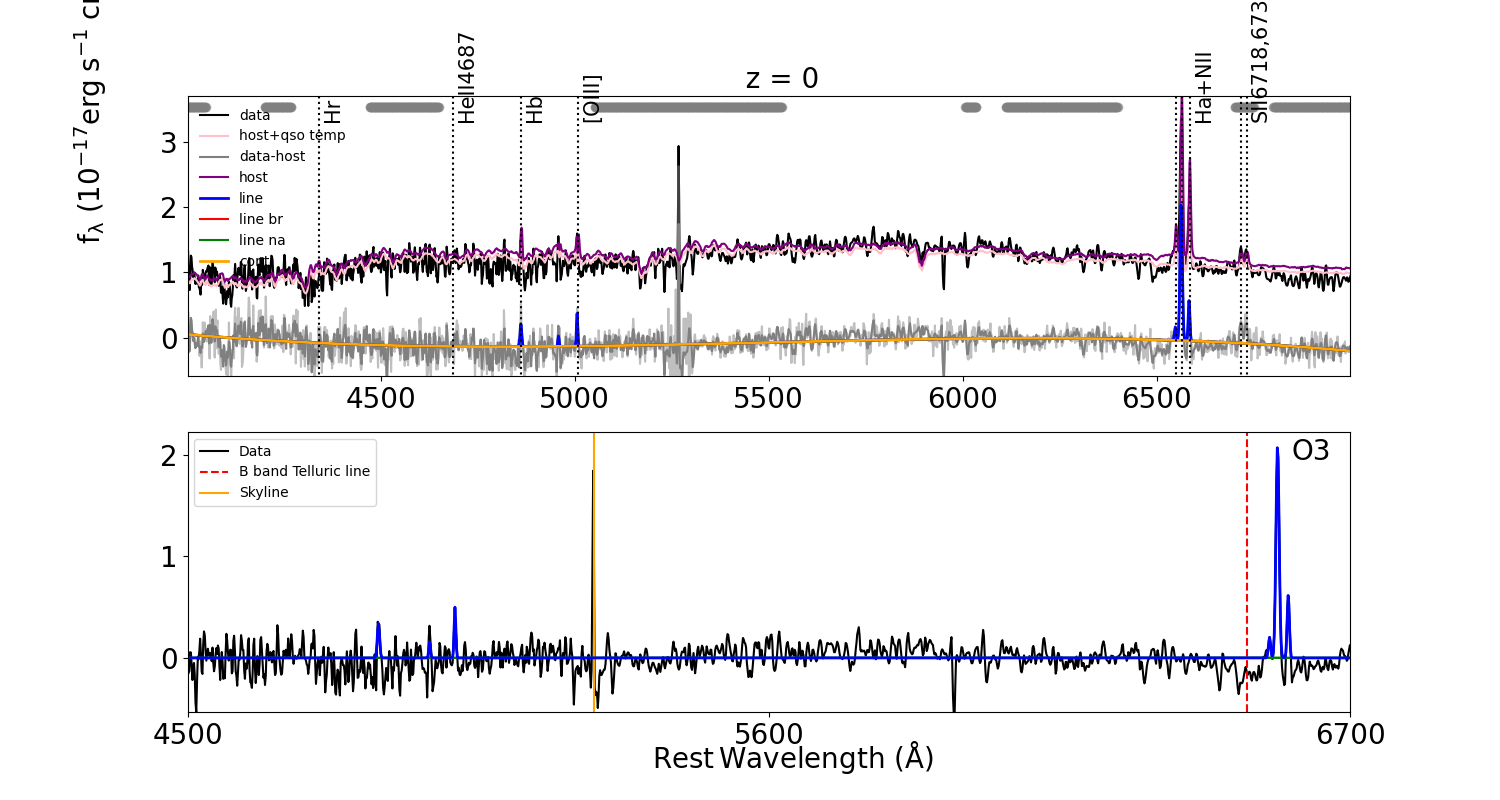 z = 0
f_λ (10^−17 erg s^−1 c
Hr
HeII4687
Hb
[OIII]
Ha+NII
SII6718,673
data
host+qso temp
data-host
host
line
line br
line na
cont
3
2
1
0
4500 5000 5500 6000 6500
Data
B band Telluric line
Skyline
O3
2
1
0
4500 5600 6700
Rest Wavelength (Å)